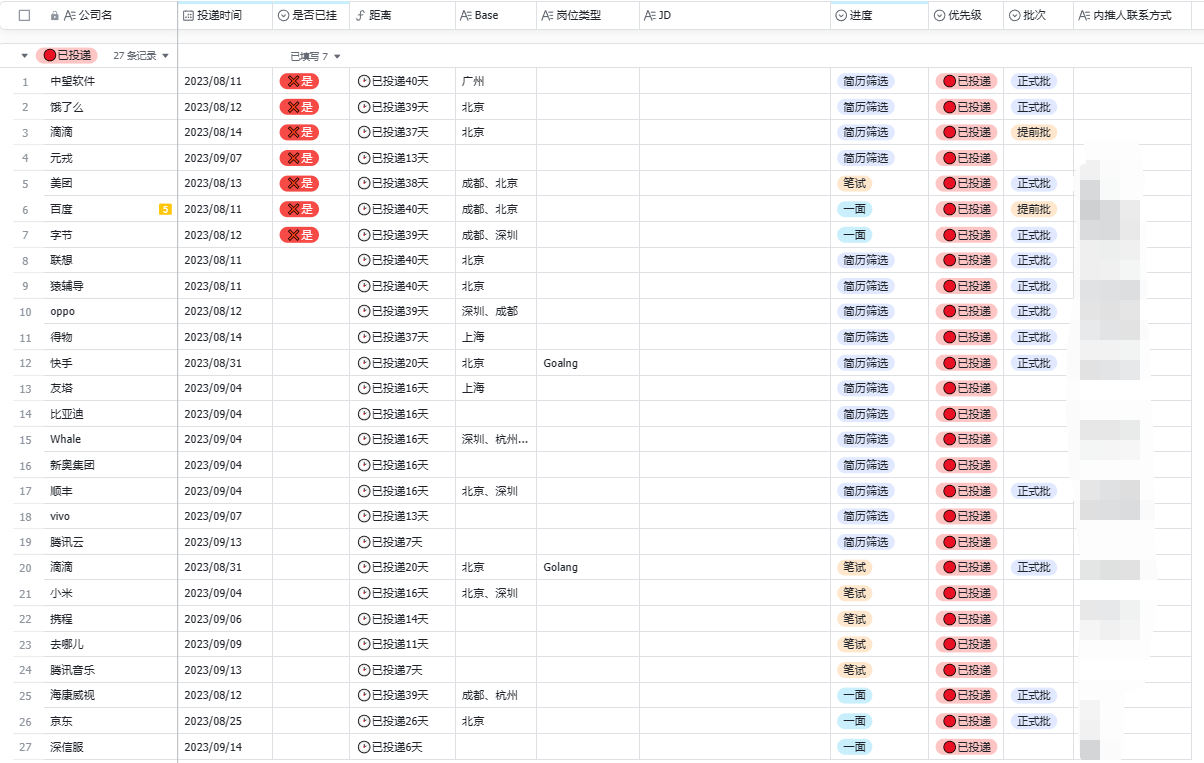 公司名 投递时间 是否已挂 距离 Base 岗位类型 JD 进度 优先级 批次 内推人联系方式
已投递 27 条记录 已填写 7
1 中望软件 2023/08/11 是 已投递40天 广州 简历筛选 已投递 正式批
2 饿了么 2023/08/12 是 已投递39天 北京 简历筛选 已投递 正式批
3 滴滴 2023/08/14 是 已投递37天 北京 简历筛选 已投递 提前批
4 元戎 2023/09/07 是 已投递13天 简历筛选 已投递
5 美团 2023/08/13 是 已投递38天 成都、北京 笔试 已投递 正式批
6 百度 5 2023/08/11 是 已投递40天 成都、北京 一面 已投递 提前批
7 字节 2023/08/12 是 已投递39天 成都、深圳 一面 已投递 正式批
8 联想 2023/08/11 已投递40天 北京 简历筛选 已投递 正式批
9 猿辅导 2023/08/11 已投递40天 北京 简历筛选 已投递 正式批
10 oppo 2023/08/12 已投递39天 深圳、成都 简历筛选 已投递 正式批
11 得物 2023/08/14 已投递37天 上海 简历筛选 已投递 正式批
12 快手 2023/08/31 已投递20天 北京 Goalng 简历筛选 已投递 正式批
13 友塔 2023/09/04 已投递16天 上海 简历筛选 已投递
14 比亚迪 2023/09/04 已投递16天 简历筛选 已投递
15 Whale 2023/09/04 已投递16天 深圳、杭州... 简历筛选 已投递
16 新奥集团 2023/09/04 已投递16天 简历筛选 已投递
17 顺丰 2023/09/04 已投递16天 北京、深圳 简历筛选 已投递 正式批
18 vivo 2023/09/07 已投递13天 简历筛选 已投递
19 腾讯云 2023/09/13 已投递7天 简历筛选 已投递
20 滴滴 2023/08/31 已投递20天 北京 Golang 笔试 已投递 正式批
21 小米 2023/09/04 已投递16天 北京、深圳 笔试 已投递
22 携程 2023/09/06 已投递14天 笔试 已投递
23 去哪儿 2023/09/09 已投递11天 笔试 已投递
24 腾讯音乐 2023/09/13 已投递7天 笔试 已投递
25 海康威视 2023/08/12 已投递39天 成都、杭州 一面 已投递 正式批
26 京东 2023/08/25 已投递26天 北京 一面 已投递 正式批
27 深信服 2023/09/14 已投递6天 一面 已投递